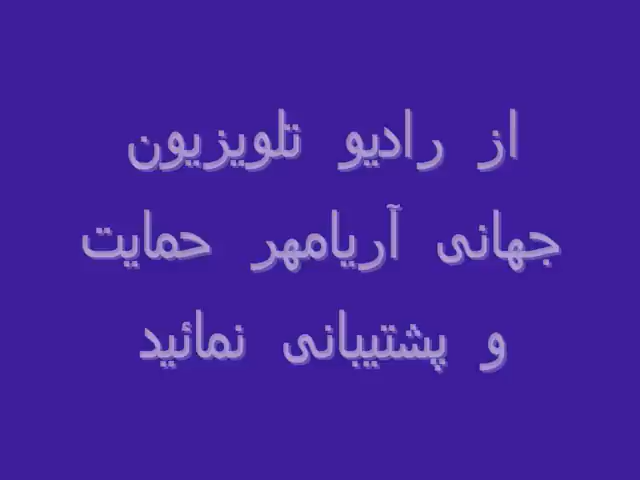 از رادیو تلویزیون
جهانی آریامهر حمایت
و پشتیبانی نمائید